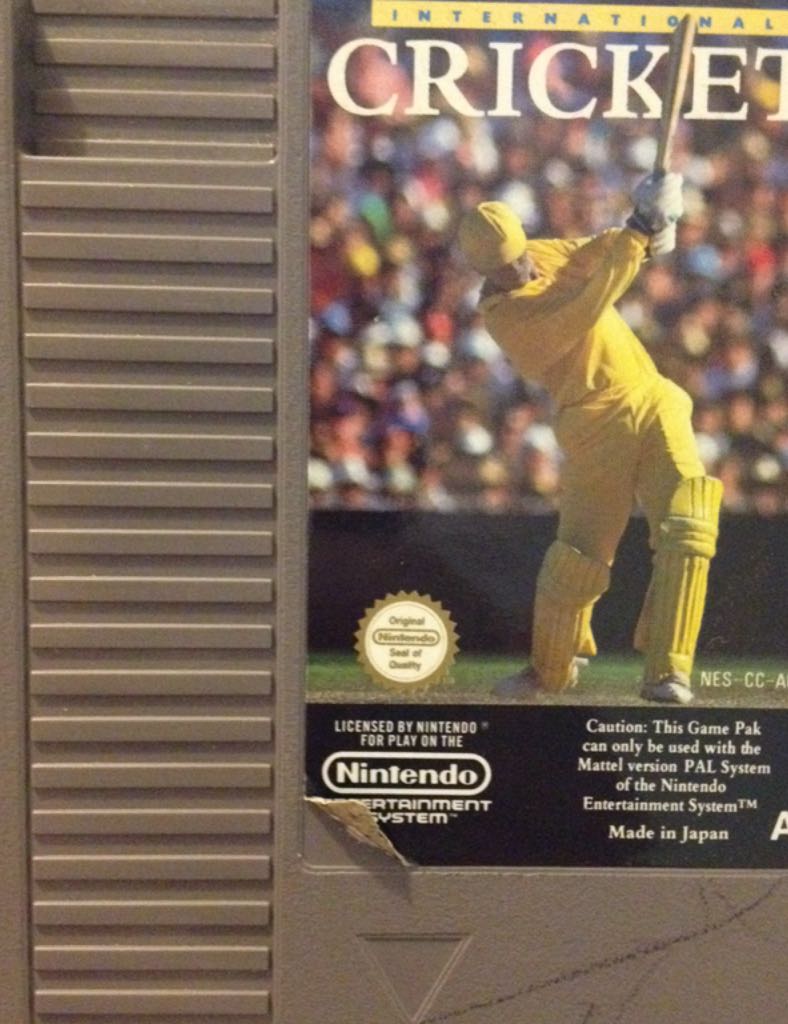 INTERNATIONAL
CRICKET
Original
Nintendo
Seal of
Quality
NES-CC-A
LICENSED BY NINTENDO®
FOR PLAY ON THE
Nintendo
ERTAINMENT
SYSTEM™
Caution: This Game Pak
can only be used with the
Mattel version PAL System
of the Nintendo
Entertainment System™
Made in Japan
A